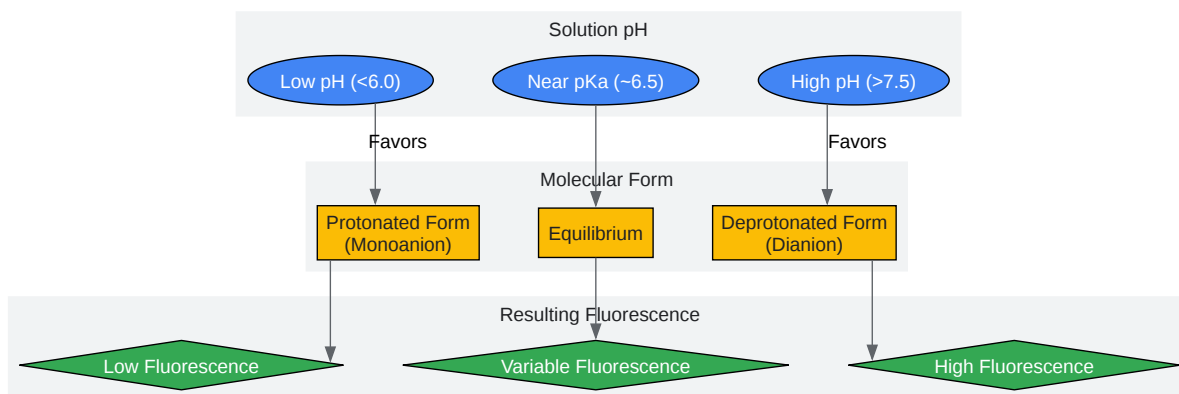 Solution pH
Low pH (<6.0)
Near pKa (~6.5)
High pH (>7.5)
Favors
Favors
Molecular Form
Protonated Form
(Monoanion)
Equilibrium
Deprotonated Form
(Dianion)
Resulting Fluorescence
Low Fluorescence
Variable Fluorescence
High Fluorescence